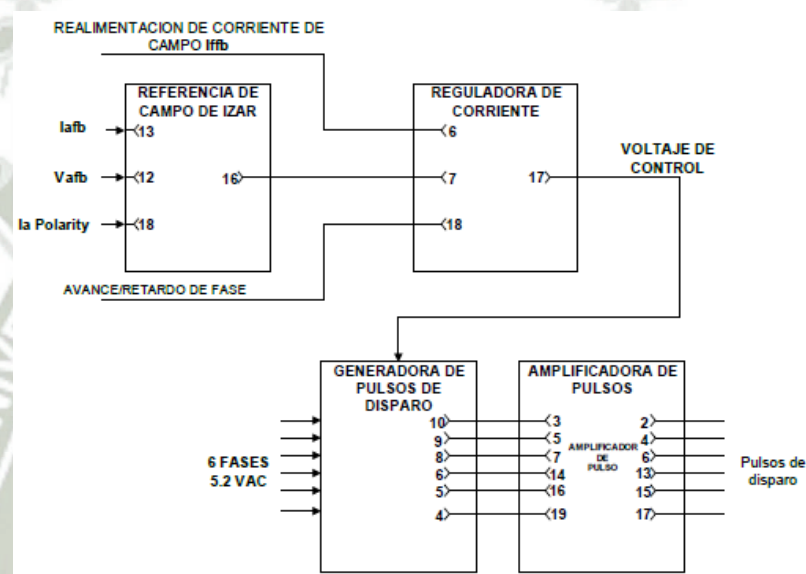 REALIMENTACION DE CORRIENTE DE
CAMPO Iffb
REFERENCIA DE
CAMPO DE IZAR
REGULADORA DE
CORRIENTE
Iafb
13
6
VOLTAJE DE
CONTROL
Vafb
12
16
7
17
Ia Polarity
18
18
AVANCE/RETARDO DE FASE
GENERADORA DE
PULSOS DE
DISPARO
AMPLIFICADORA DE
PULSOS
10
9
8
6
5
4
3
5
7
14
16
19
AMPLIFICADOR
DE
PULSO
2
4
6
13
15
17
6 FASES
5.2 VAC
Pulsos de
disparo